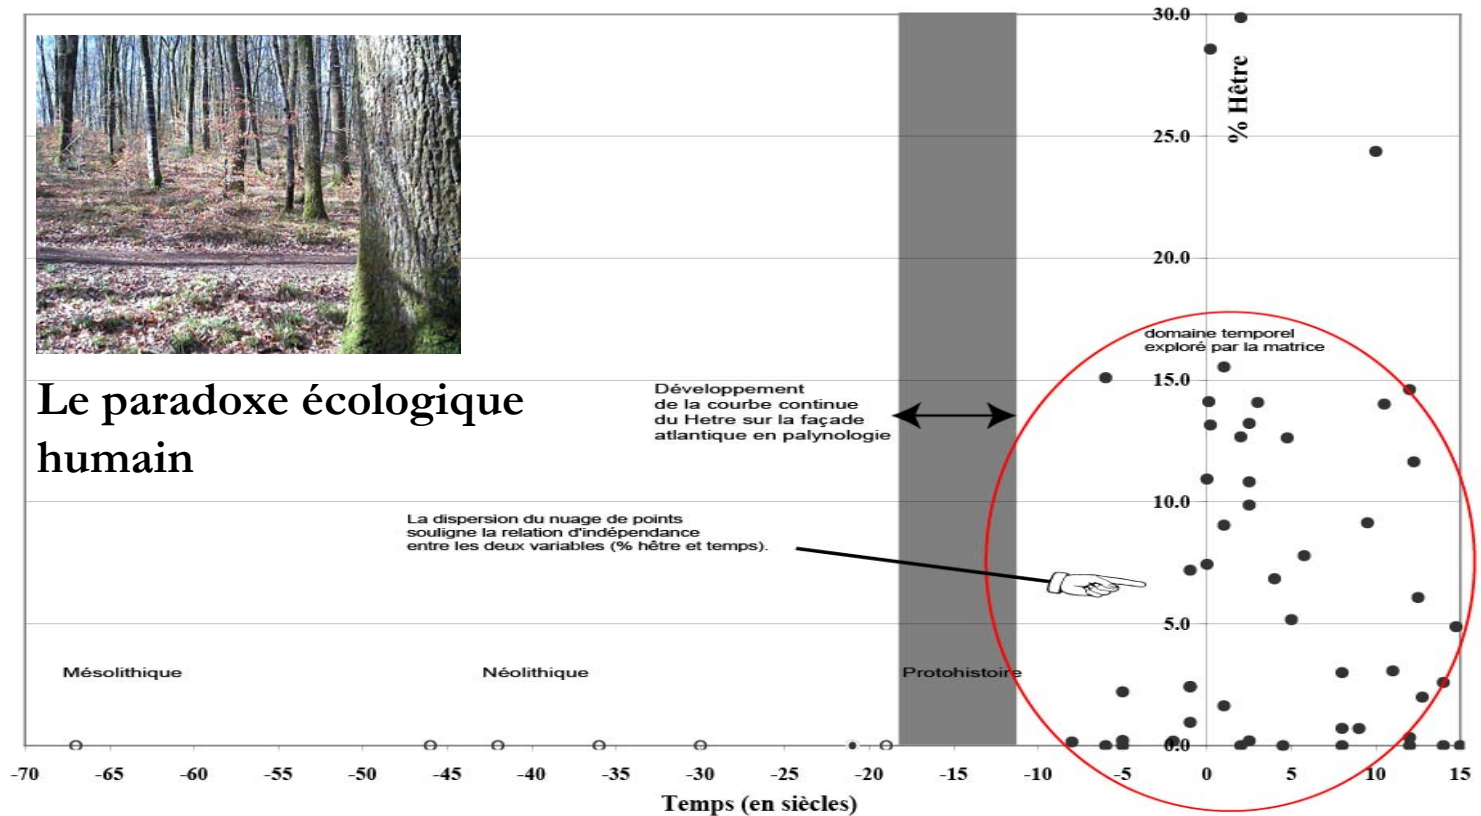 30.0
% Hêtre
25.0
20.0
domaine temporel
exploré par la matrice
15.0
Développement
de la courbe continue
du Hetre sur la façade
atlantique en palynologie
Le paradoxe écologique
humain
10.0
La dispersion du nuage de points
souligne la relation d'indépendance
entre les deux variables (% hêtre et temps).
5.0
Mésolithique
Néolithique
Protohistoire
0.0
-70 -65 -60 -55 -50 -45 -40 -35 -30 -25 -20 -15 -10 -5 0 5 10 15
Temps (en siècles)